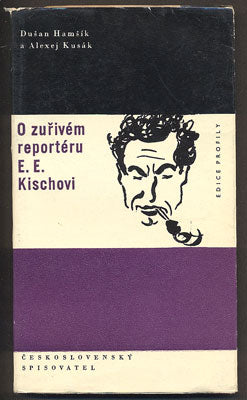 Dušan Hamšík
a Alexej Kusák
O zuřivém
reportéru
E. E.
Kischovi
EDICE PROFILY
ČESKOSLOVENSKÝ
SPISOVATEL